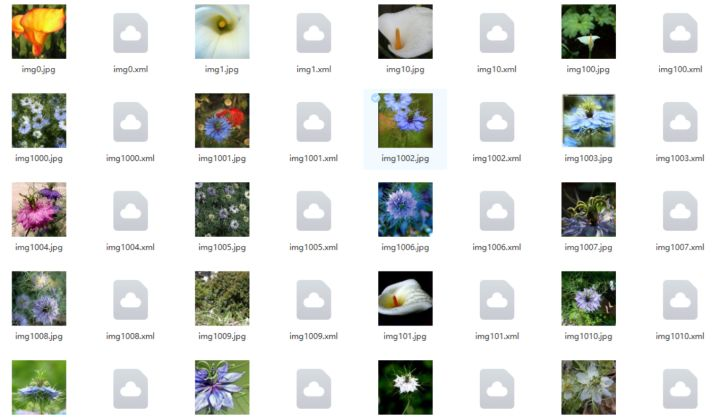 img0.jpg img0.xml img1.jpg img1.xml img10.jpg img10.xml img100.jpg img100.xml
img1000.jpg img1000.xml img1001.jpg img1001.xml img1002.jpg img1002.xml img1003.jpg img1003.xml
img1004.jpg img1004.xml img1005.jpg img1005.xml img1006.jpg img1006.xml img1007.jpg img1007.xml
img1008.jpg img1008.xml img1009.jpg img1009.xml img101.jpg img101.xml img1010.jpg img1010.xml